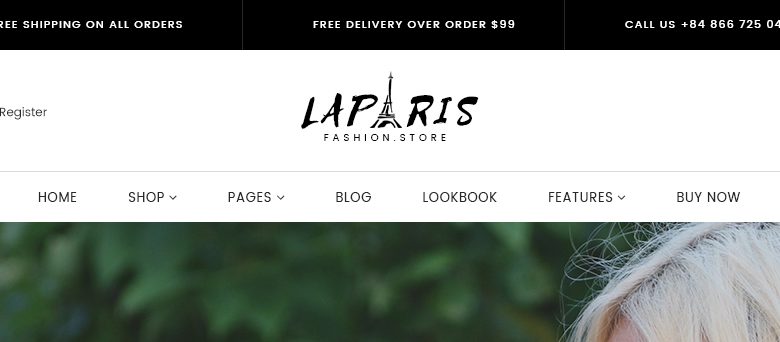 REE SHIPPING ON ALL ORDERS
FREE DELIVERY OVER ORDER $99
CALL US +84 866 725 04
Register
LAPARIS
FASHION.STORE
HOME
SHOP
PAGES
BLOG
LOOKBOOK
FEATURES
BUY NOW